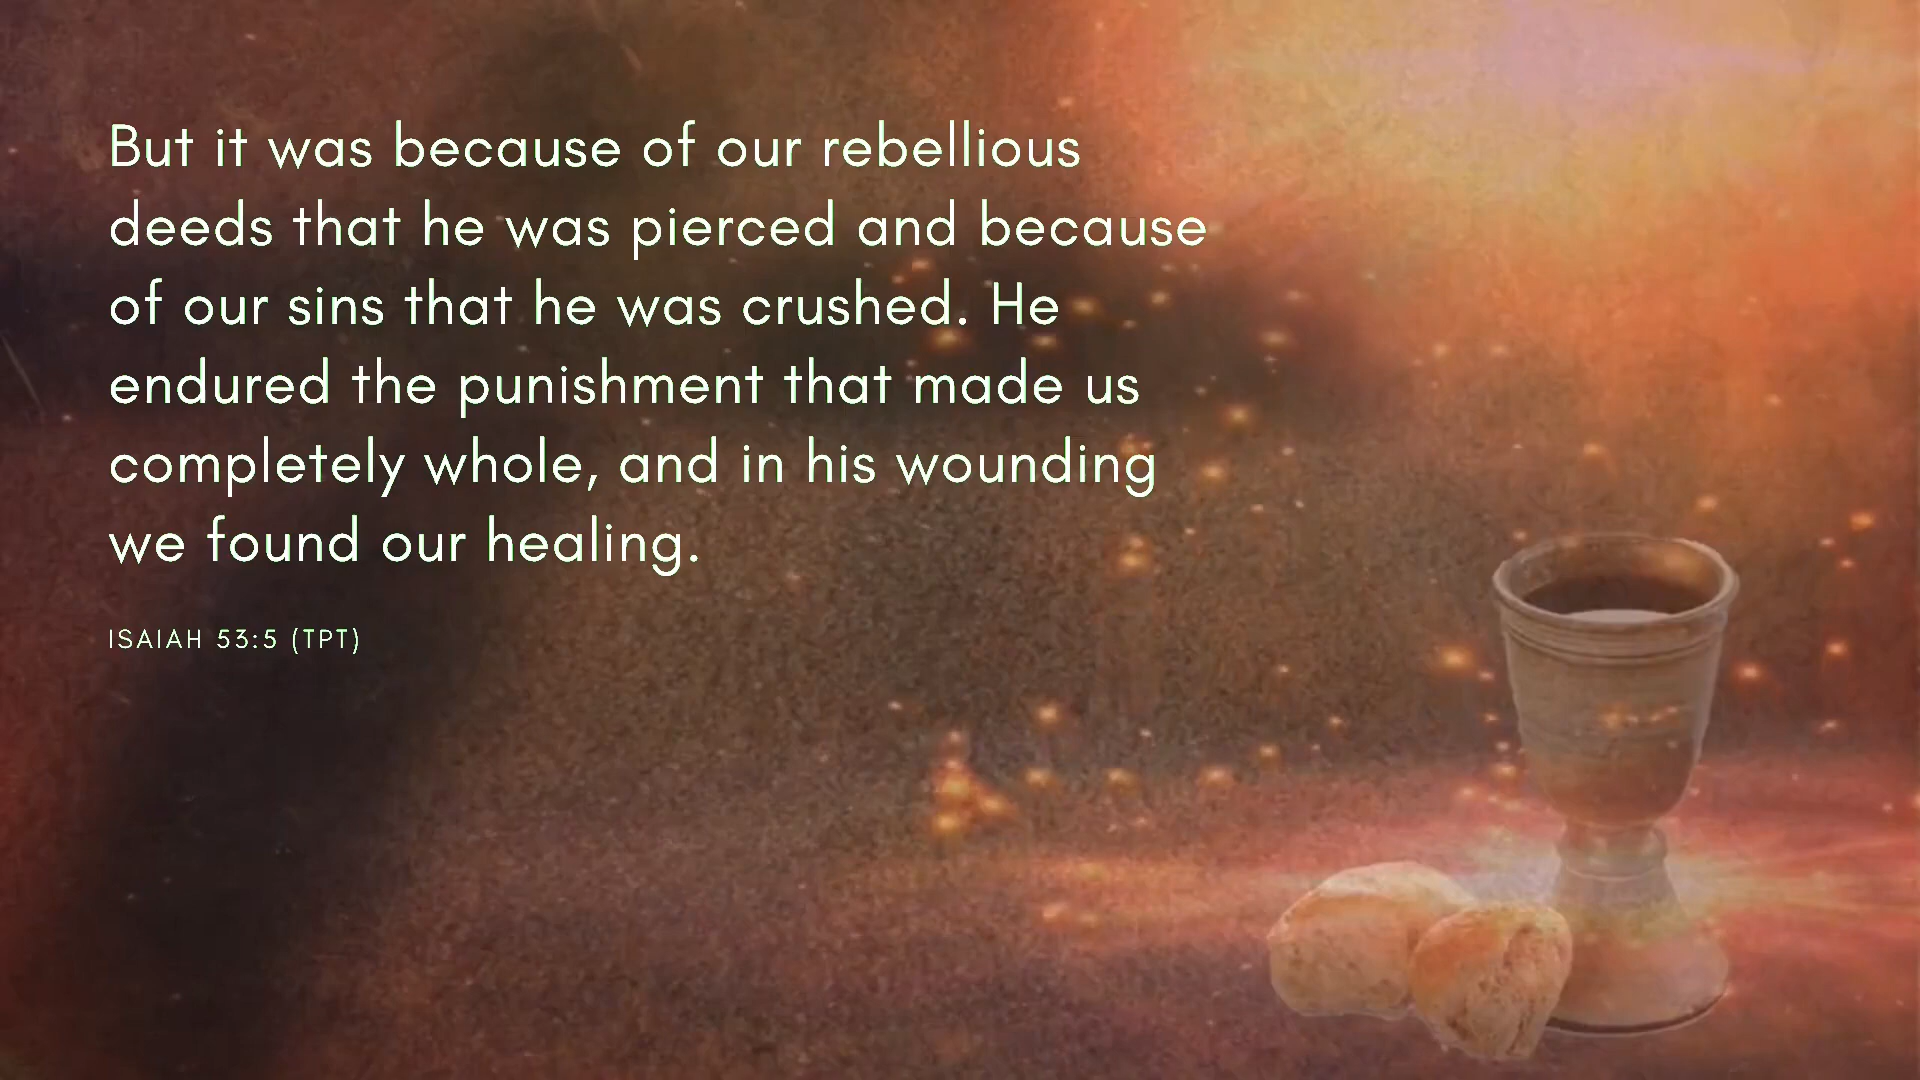 But it was because of our rebellious
deeds that he was pierced and because
of our sins that he was crushed. He
endured the punishment that made us
completely whole, and in his wounding
we found our healing.
ISAIAH 53:5 (TPT)